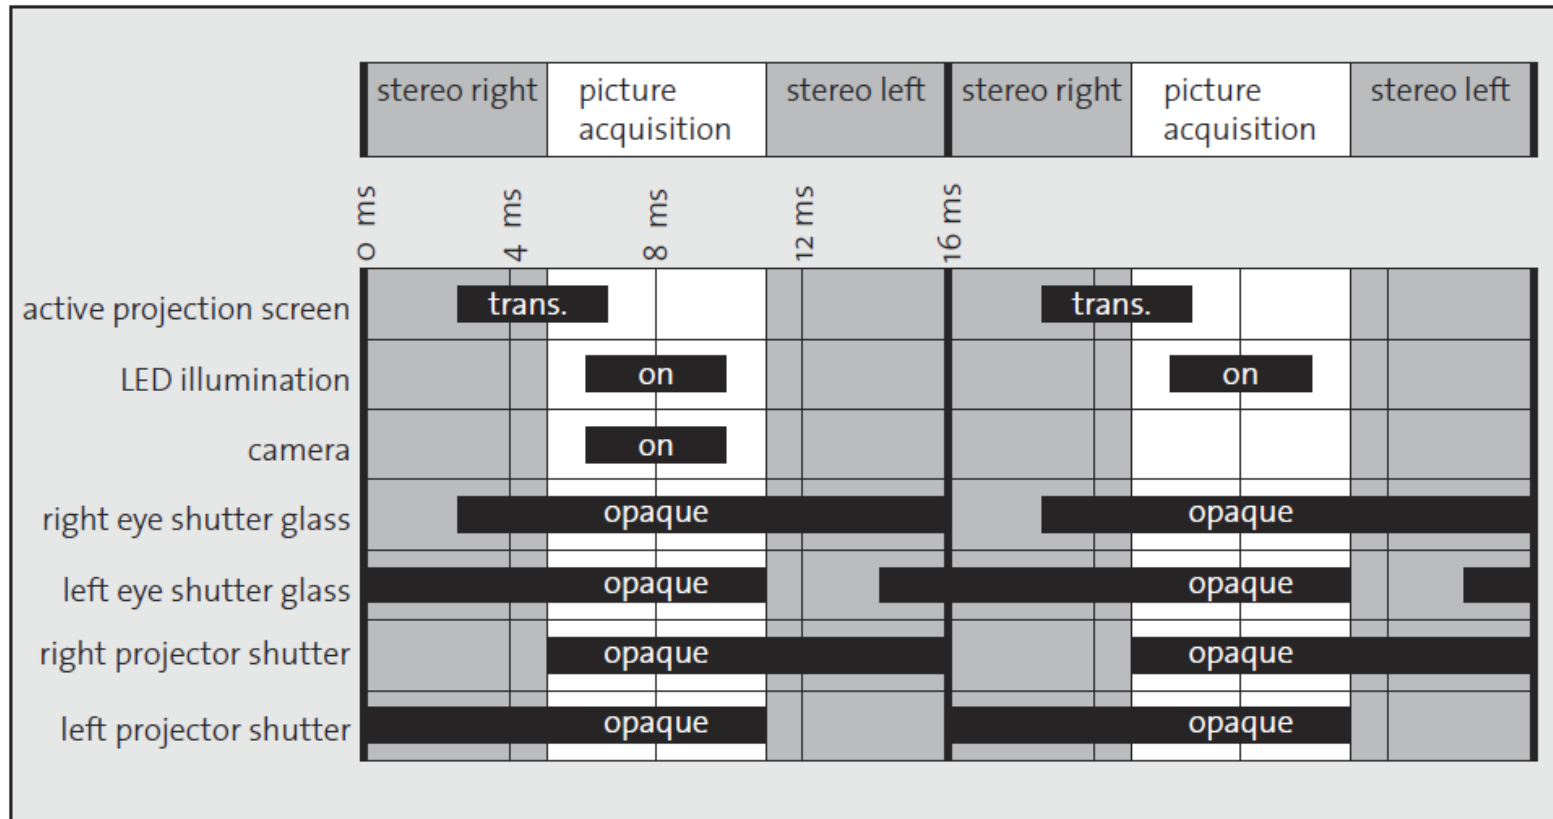 stereo right
picture
acquisition
stereo left
stereo right
picture
acquisition
stereo left
0 ms
4 ms
8 ms
12 ms
16 ms
active projection screen
trans.
trans.
LED illumination
on
on
camera
on
right eye shutter glass
opaque
opaque
left eye shutter glass
opaque
opaque
right projector shutter
opaque
opaque
left projector shutter
opaque
opaque